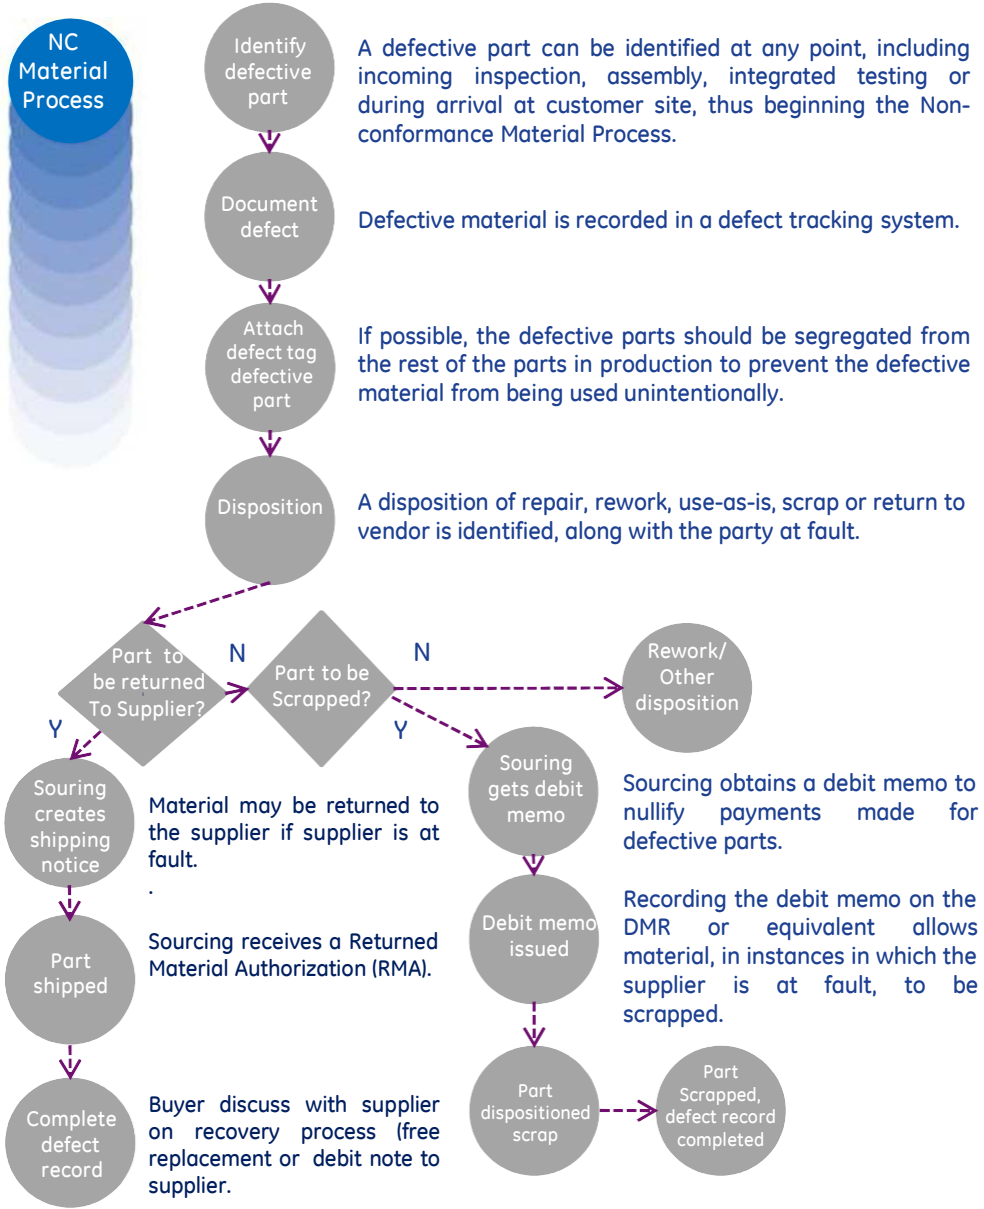 NC
Material
Process
Identify
defective
part
A defective part can be identified at any point, including
incoming inspection, assembly, integrated testing or
during arrival at customer site, thus beginning the Non-
conformance Material Process.
Document
defect
Defective material is recorded in a defect tracking system.
Attach
defect tag
defective
part
If possible, the defective parts should be segregated from
the rest of the parts in production to prevent the defective
material from being used unintentionally.
Disposition
A disposition of repair, rework, use-as-is, scrap or return to
vendor is identified, along with the party at fault.
Part to
be returned
To Supplier?
N
Part to be
Scrapped?
N
Rework/
Other
disposition
Y
Y
Souring
creates
shipping
notice
Material may be returned to
the supplier if supplier is at
fault.
.
Souring
gets debit
memo
Sourcing obtains a debit memo to
nullify payments made for
defective parts.
Part
shipped
Sourcing receives a Returned
Material Authorization (RMA).
Debit memo
issued
Recording the debit memo on the
DMR or equivalent allows
material, in instances in which the
supplier is at fault, to be
scrapped.
Complete
defect
record
Buyer discuss with supplier
on recovery process (free
replacement or debit note to
supplier.
Part
dispositioned
scrap
Part
Scrapped,
defect record
completed